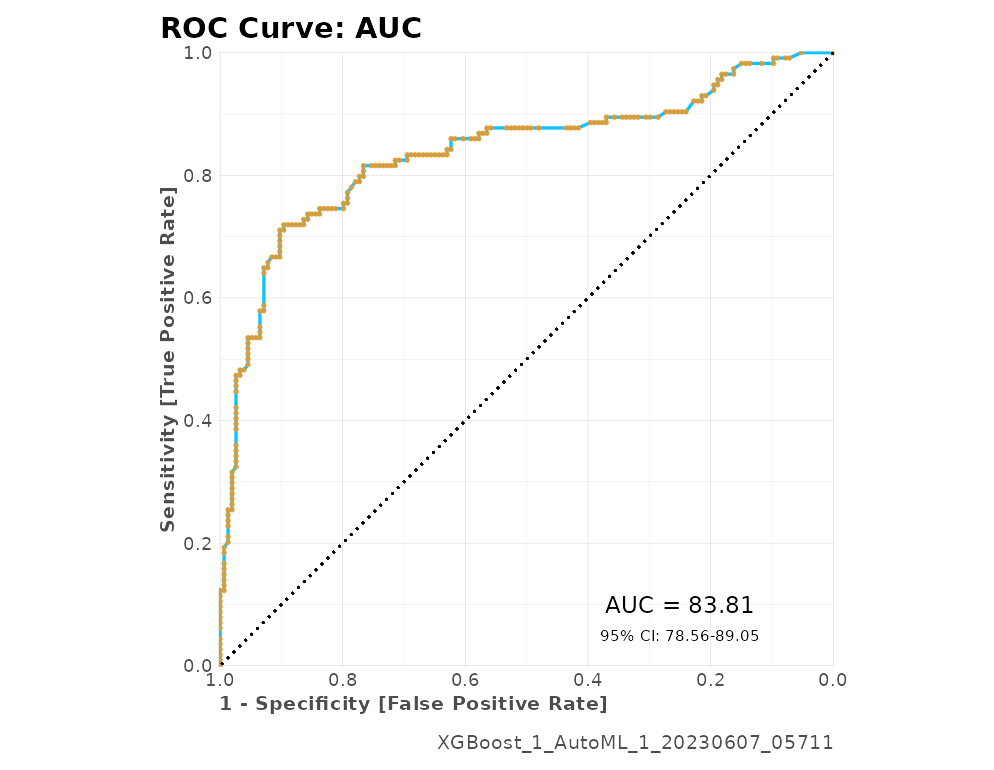 ROC Curve: AUC
Sensitivity [True Positive Rate]
1.0
0.8
0.6
0.4
0.2
0.0
AUC = 83.81
95% CI: 78.56-89.05
1.0 0.8 0.6 0.4 0.2 0.0
1 - Specificity [False Positive Rate]
XGBoost_1_AutoML_1_20230607_05711